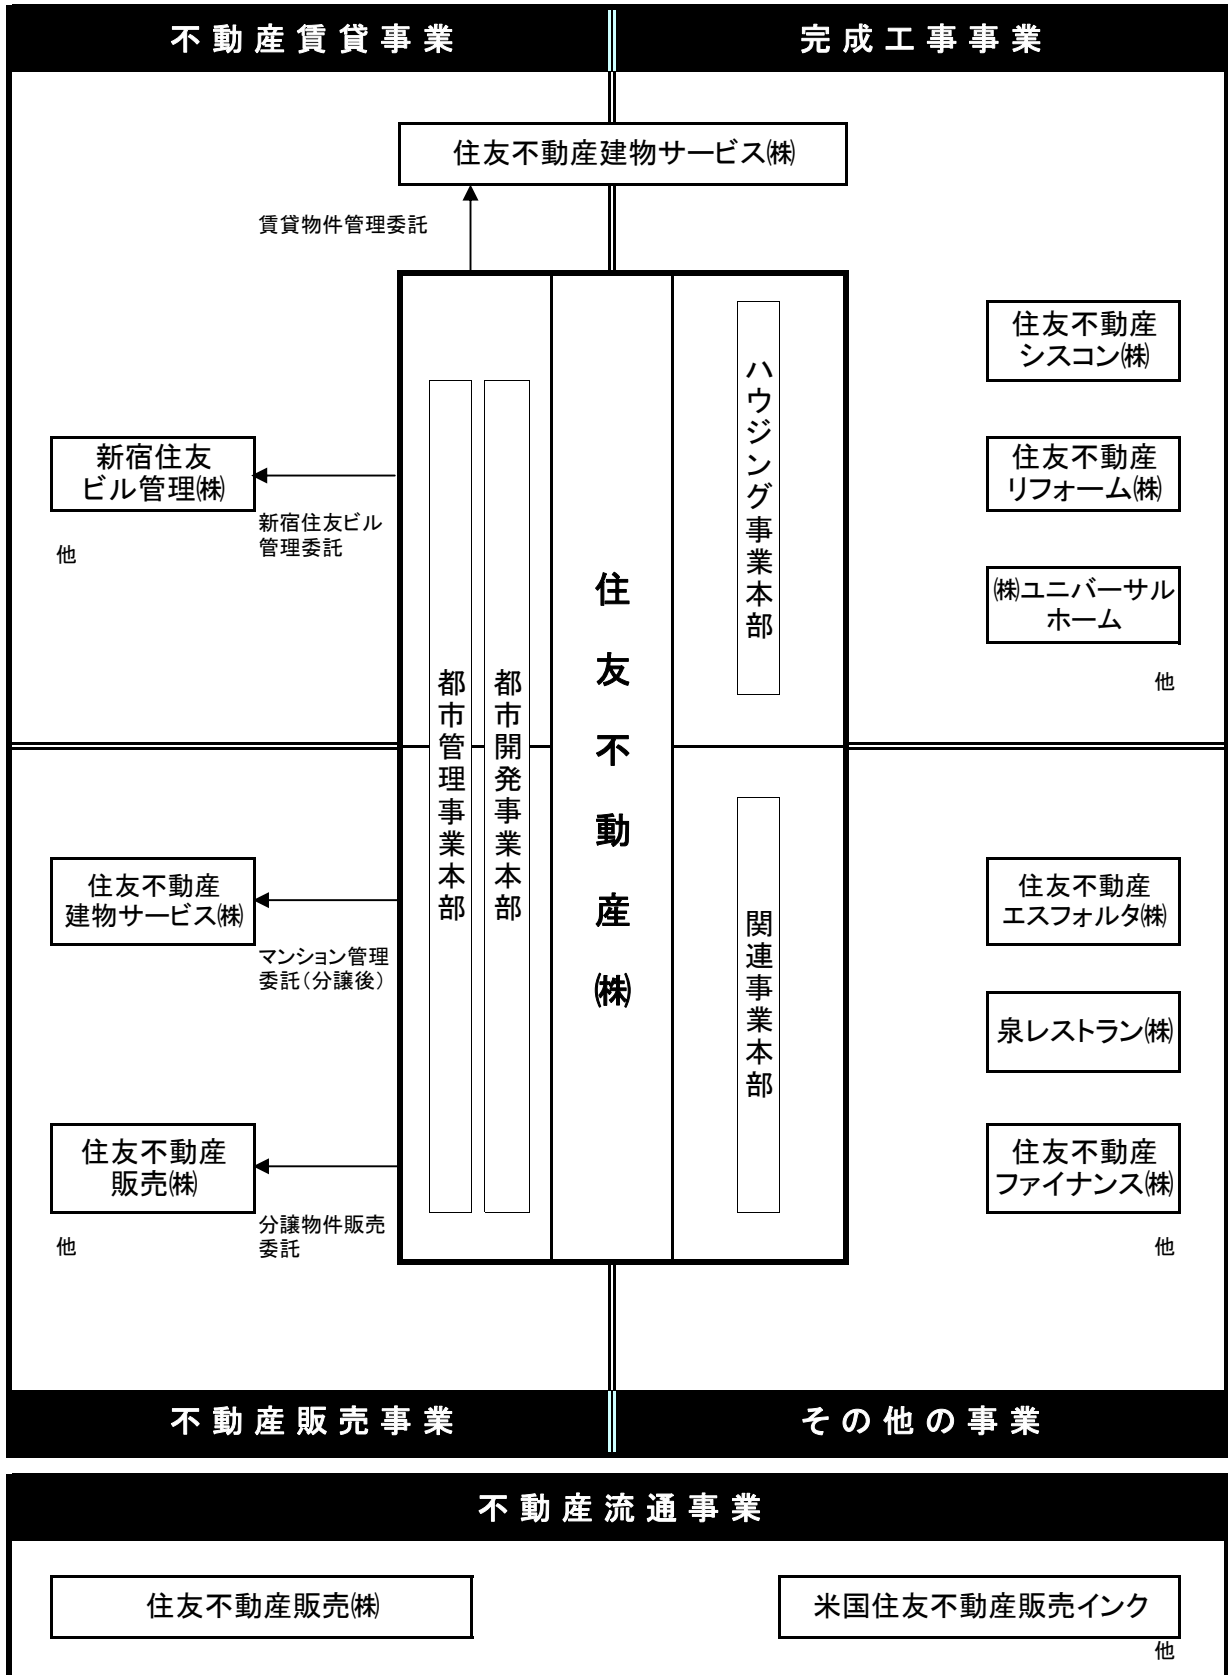 不動産賃貸事業
完成工事事業
住友不動産建物サービス㈱
賃貸物件管理委託
新宿住友
ビル管理㈱
新宿住友ビル
管理委託
他
住友不動産
シスコン㈱
住友不動産
リフォーム㈱
㈱ユニバーサル
ホーム
他
都市管理事業本部
都市開発事業本部
住友不動産㈱
ハウジング事業本部
関連事業本部
住友不動産
建物サービス㈱
マンション管理
委託(分譲後)
住友不動産
販売㈱
分譲物件販売
委託
他
住友不動産
エスフォルタ㈱
泉レストラン㈱
住友不動産
ファイナンス㈱
他
不動産販売事業
その他の事業
不動産流通事業
住友不動産販売㈱
米国住友不動産販売インク
他